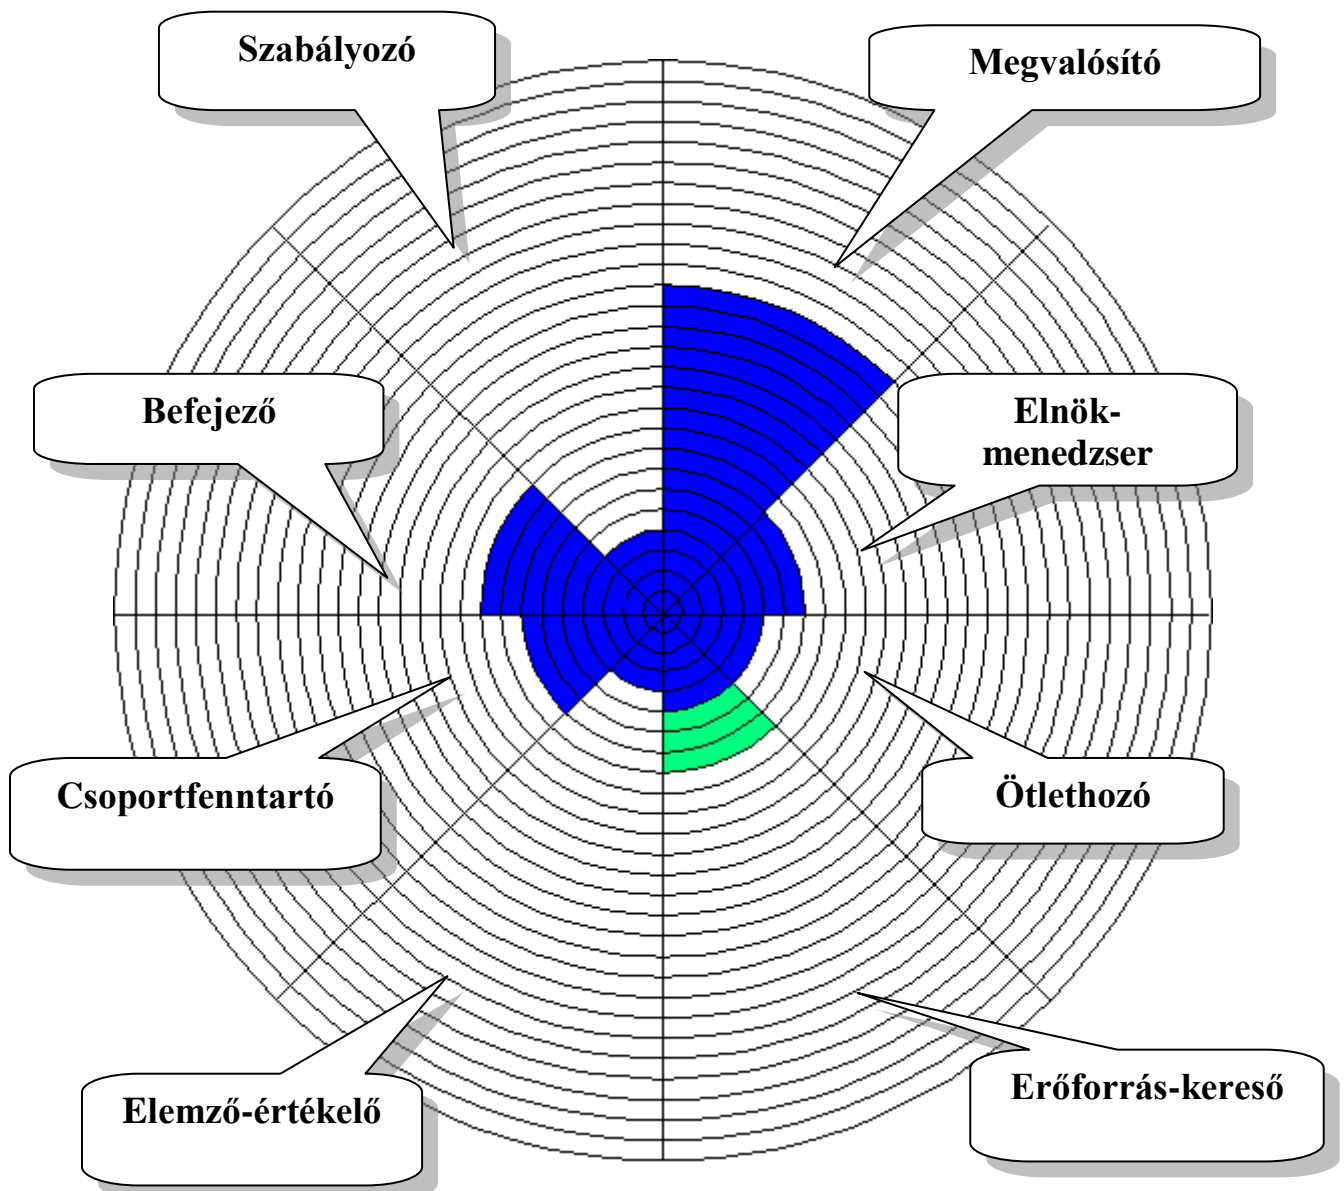 Szabályozó
Megvalósító
Befejező
Elnök-
menedzser
Csoportfenntartó
Ötlethozó
Elemző-értékelő
Erőforrás-kereső